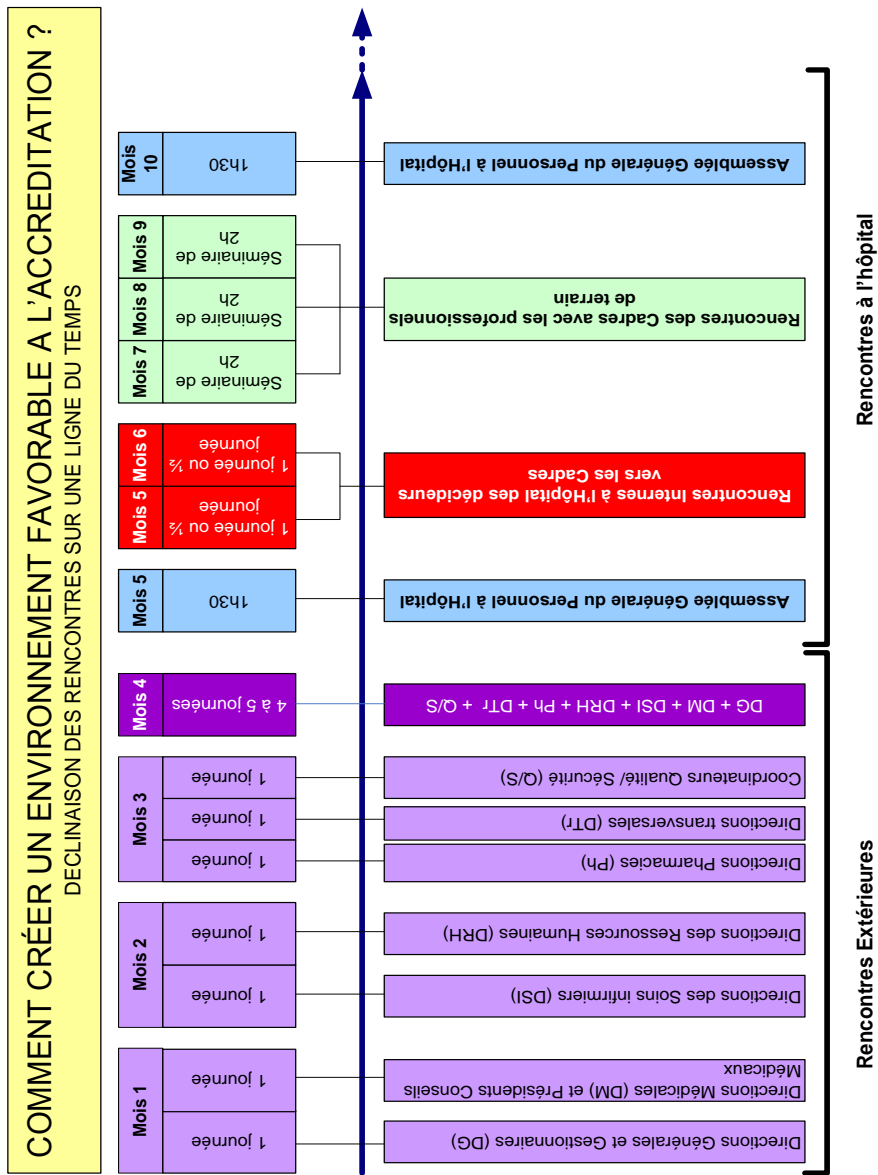 COMMENT CRÉER UN ENVIRONNEMENT FAVORABLE A L'ACCREDITATION ?
DECLINAISON DES RENCONTRES SUR UNE LIGNE DU TEMPS
Mois 1
1 journée
Directions Générales et Gestionnaires (DG)
1 journée
Directions Médicales (DM) et Présidents Conseils
Médicaux
Mois 2
1 journée
Directions des Soins infirmiers (DSI)
1 journée
Directions des Ressources Humaines (DRH)
Mois 3
1 journée
Directions Pharmacies (Ph)
1 journée
Directions transversales (DTr)
1 journée
Coordinateurs Qualité/ Sécurité (Q/S)
Mois 4
4 à 5 journées
DG + DM + DSI + DRH + Ph + DTr + Q/S
Mois 5
1h30
Assemblée Générale du Personnel à l'Hôpital
Mois 5
1 journée ou ½
journée
Mois 6
1 journée ou ½
journée
Rencontres Internes à l'Hôpital des décideurs
vers les Cadres
Mois 7
Séminaire de
2h
Mois 8
Séminaire de
2h
Mois 9
Séminaire de
2h
Rencontres des Cadres avec les professionnels
de terrain
Mois
10
1h30
Assemblée Générale du Personnel à l'Hôpital
Rencontres Extérieures
Rencontres à l'hôpital